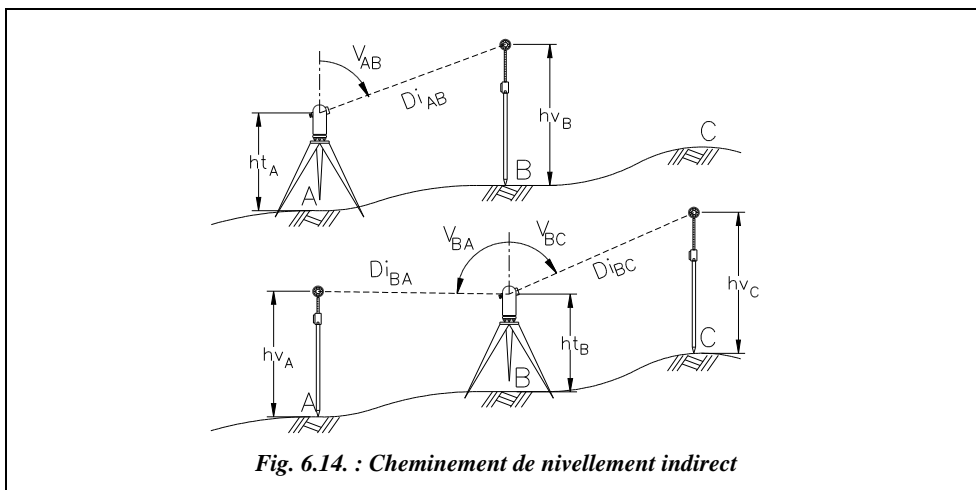 V_AB
Di_AB
hv_B
ht_A
A
B
C
V_BA
V_BC
Di_BA
Di_BC
hv_C
hv_A
ht_B
A
B
C
Fig. 6.14. : Cheminement de nivellement indirect